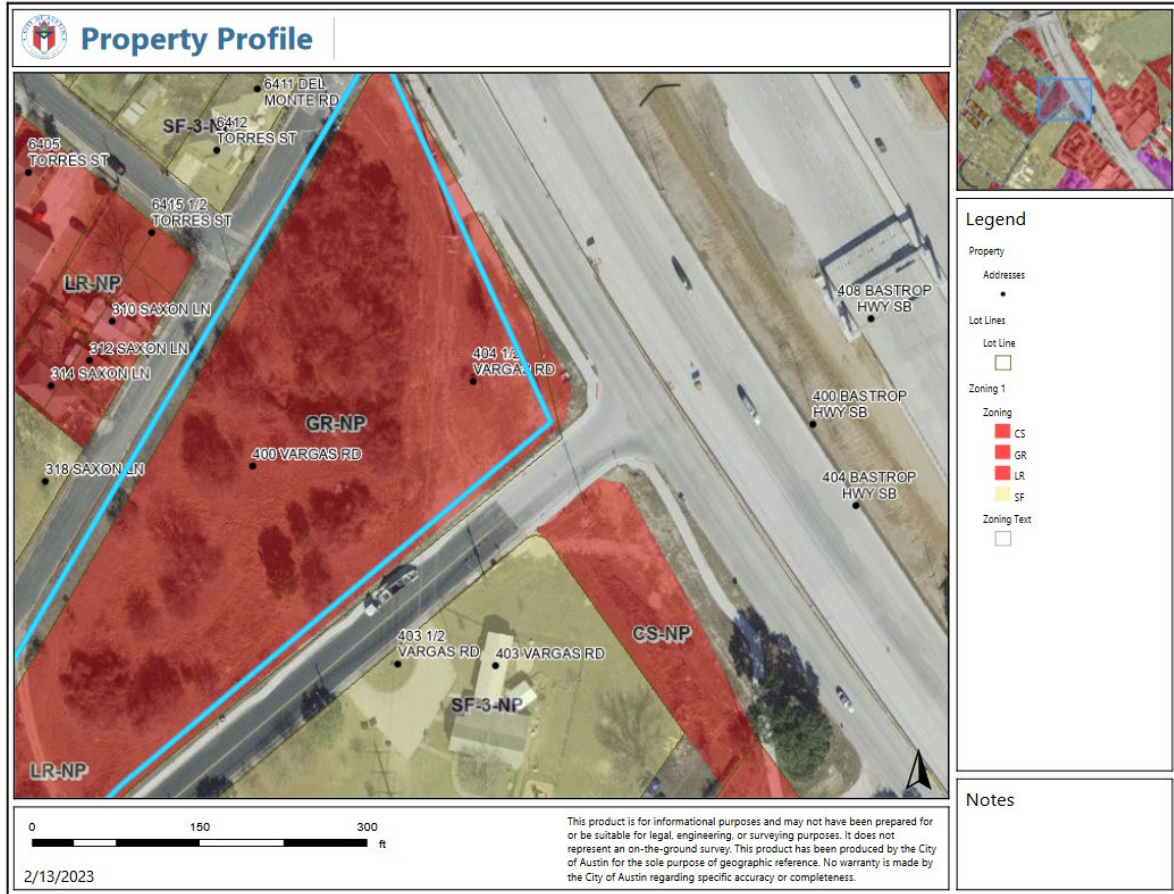 Property Profile
6411 DEL
MONTE RD
SF-3-NP
6412
TORRES ST
6405
TORRES ST
6415 1/2
TORRES ST
LR-NP
310 SAXON LN
312 SAXON LN
314 SAXON LN
318 SAXON LN
404 1/2
VARGAS RD
GR-NP
400 VARGAS RD
408 BASTROP
HWY SB
400 BASTROP
HWY SB
404 BASTROP
HWY SB
CS-NP
403 1/2
VARGAS RD
403 VARGAS RD
SF-3-NP
LR-NP
Legend
Property
Addresses
Lot Lines
Lot Line
Zoning 1
Zoning
CS
GR
LR
SF
Zoning Text
Notes
0 150 300
ft
2/13/2023
This product is for informational purposes and may not have been prepared for
or be suitable for legal, engineering, or surveying purposes. It does not
represent an on-the-ground survey. This product has been produced by the City
of Austin for the sole purpose of geographic reference. No warranty is made by
the City of Austin regarding specific accuracy or completeness.